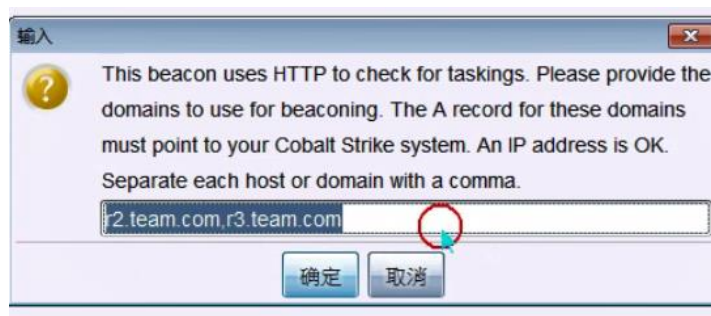 输入
This beacon uses HTTP to check for taskings. Please provide the
domains to use for beaconing. The A record for these domains
must point to your Cobalt Strike system. An IP address is OK.
Separate each host or domain with a comma.
r2.team.com,r3.team.com
确定 取消